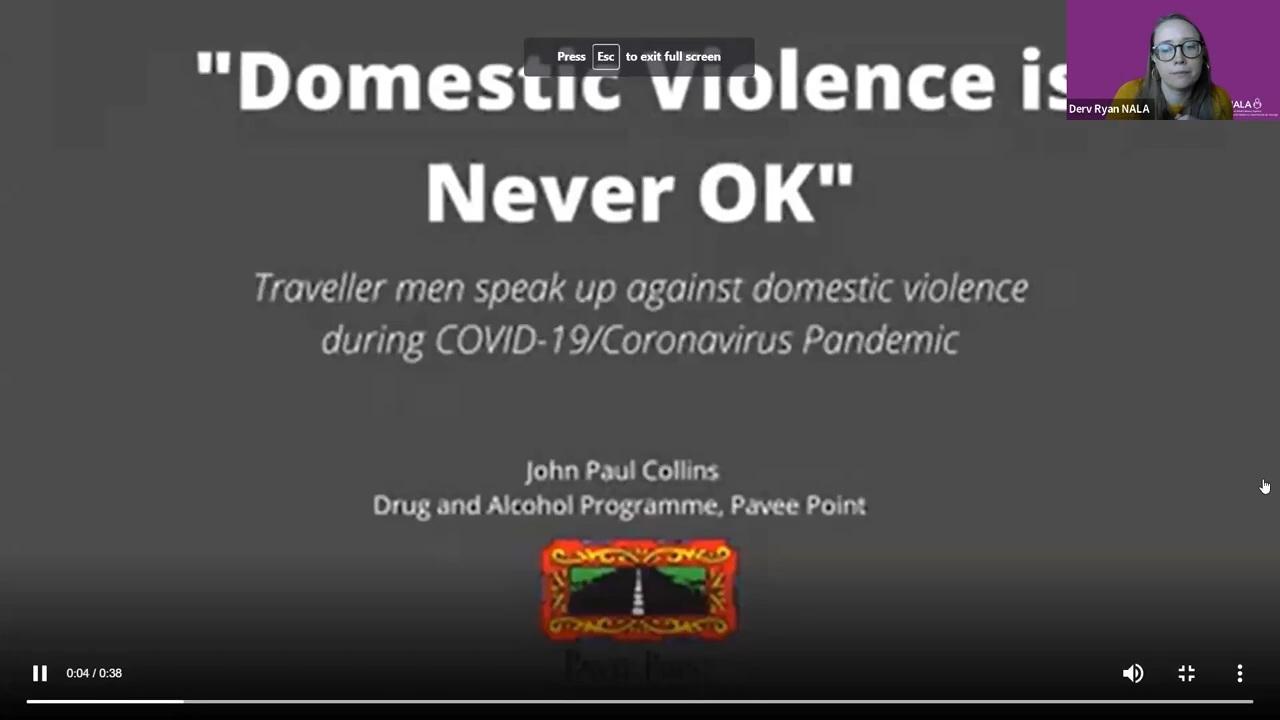 Press Esc to exit full screen
"Domestic Violence is
Never OK"
Derv Ryan NALA
Traveller men speak up against domestic violence
during COVID-19/Coronavirus Pandemic
John Paul Collins
Drug and Alcohol Programme, Pavee Point
0:04 / 0:38